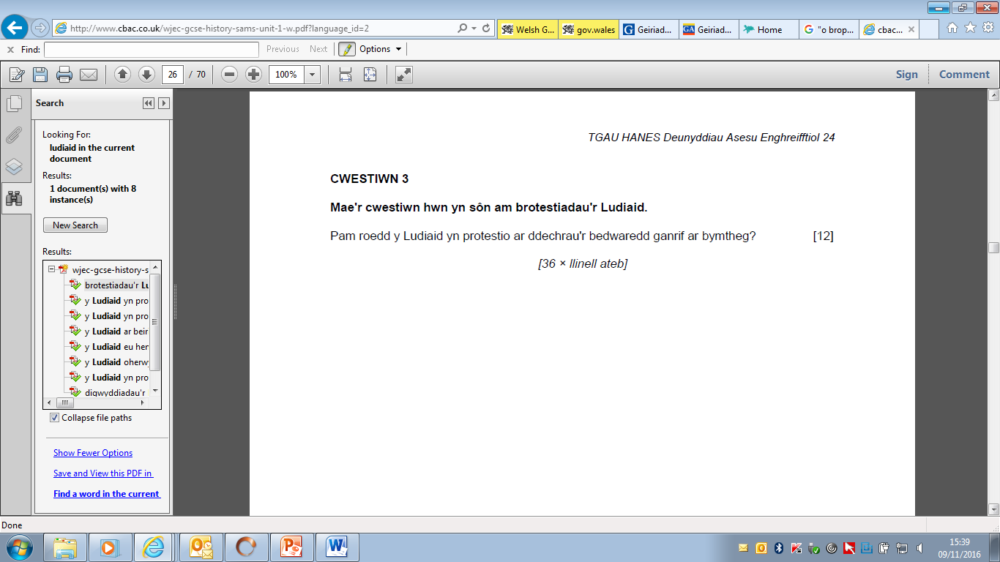 http://www.cbac.co.uk/wjec-gcse-history-sams-unit-1-w.pdf?language_id=2
Welsh G...
gov.wales
Geiriad...
Geiriad...
Home
"o brop...
cbac...
x Find:
Previous Next
Options
26 / 70
100%
Sign
Comment
Search
Looking For:
ludiaid in the current
document
Results:
1 document(s) with 8
instance(s)
New Search
Results:
wjec-gcse-history-s
brotestiadau'r Lu
y Ludiaid yn pro
y Ludiaid yn pro
y Ludiaid ar beir
y Ludiaid eu her
y Ludiaid oherw
y Ludiaid yn pro
digwyddiadau'r
Collapse file paths
Show Fewer Options
Save and View this PDF in
Find a word in the current
TGAU HANES Deunyddiau Asesu Enghreifftiol 24
CWESTIWN 3
Mae'r cwestiwn hwn yn sôn am brotestiadau'r Ludiaid.
Pam roedd y Ludiaid yn protestio ar ddechrau'r bedwaredd ganrif ar bymtheg? [12]
[36 × llinell ateb]
Done
15:39
09/11/2016